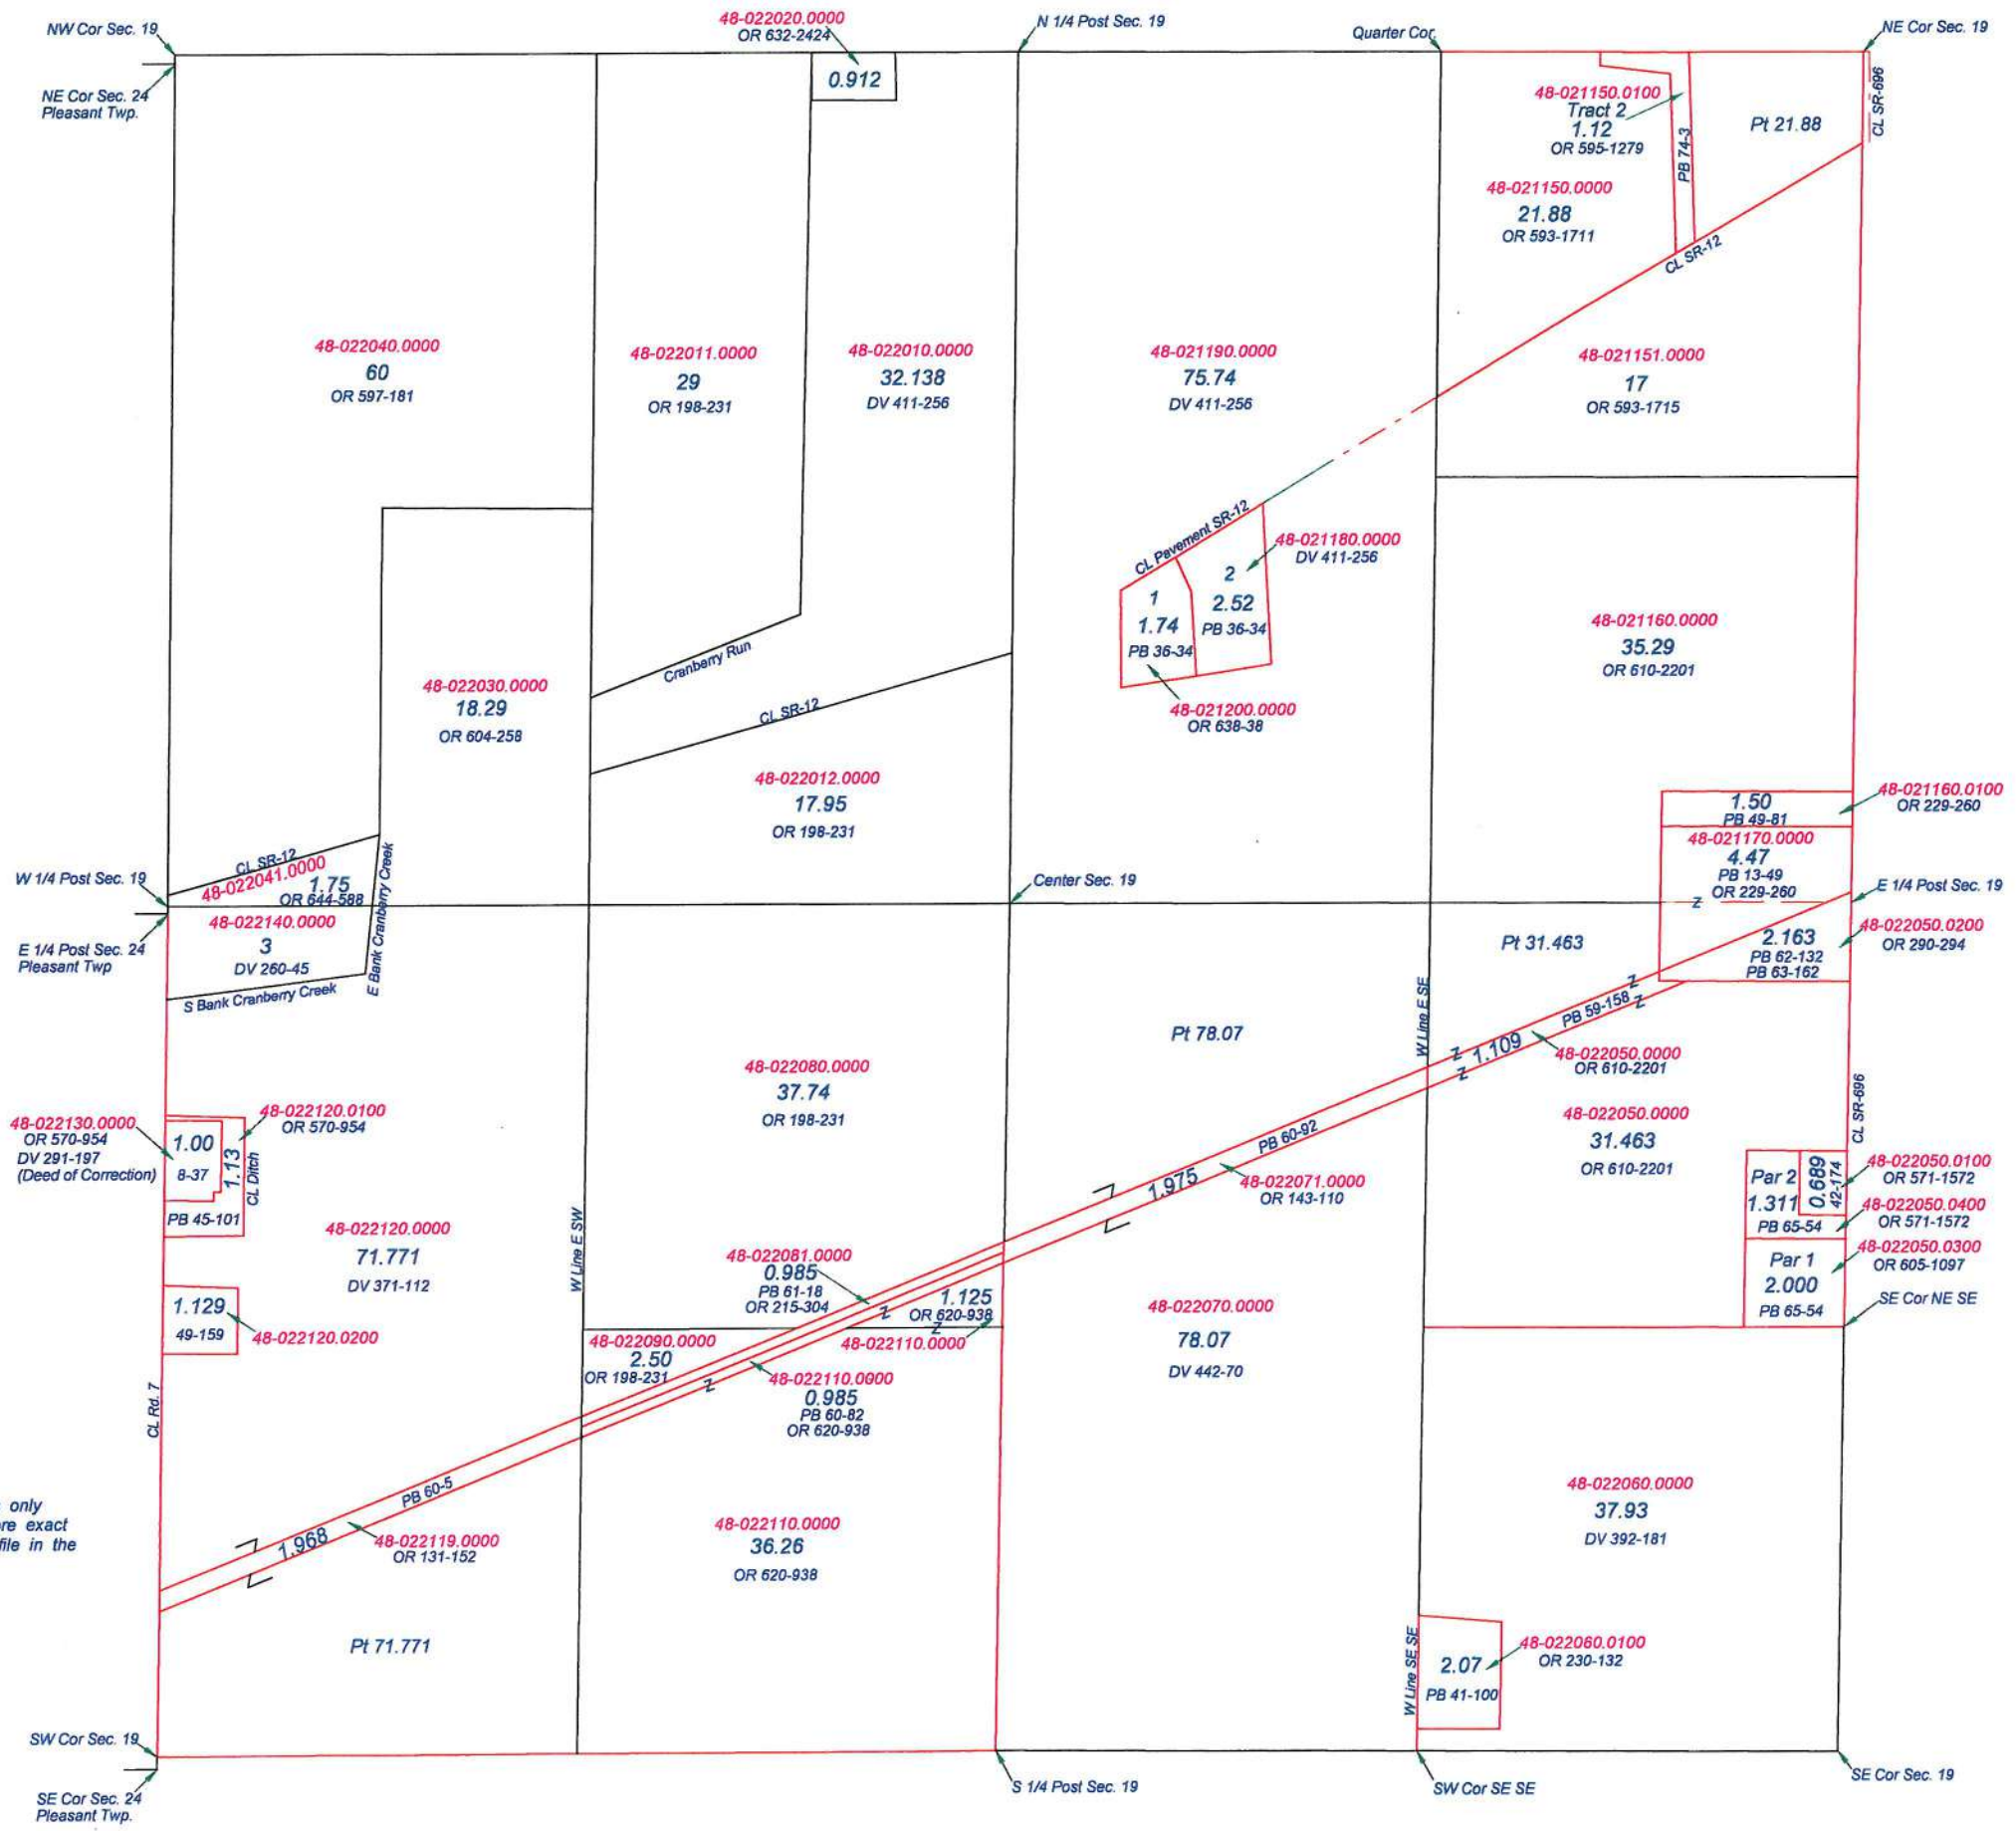 NW Cor Sec. 19
48-022020.0000
OR 632-2424
N 1/4 Post Sec. 19
Quarter Cor.
NE Cor Sec. 19
NE Cor Sec. 24
Pleasant Twp.
0.912
48-021150.0100
Tract 2
1.12
OR 595-1279
PB 74-3
Pt 21.88
CL SR-696
48-021150.0000
21.88
OR 593-1711
CL SR-12
48-022040.0000
60
OR 597-181
48-022011.0000
29
OR 198-231
48-022010.0000
32.138
DV 411-256
48-021190.0000
75.74
DV 411-256
48-021151.0000
17
OR 593-1715
CL Pavement SR-12
48-021180.0000
DV 411-256
1
1.74
PB 36-34
2
2.52
PB 36-34
48-021200.0000
OR 638-38
48-021160.0000
35.29
OR 610-2201
Cranberry Run
48-022030.0000
18.29
OR 604-258
CL SR-12
48-022012.0000
17.95
OR 198-231
1.50
PB 49-81
48-021160.0100
OR 229-260
48-021170.0000
4.47
PB 13-49
OR 229-260
CL SR-12
48-022041.0000
1.75
OR 644-588
W 1/4 Post Sec. 19
E Bank Cranberry Creek
Center Sec. 19
E 1/4 Post Sec. 19
Z
E 1/4 Post Sec. 24
Pleasant Twp
48-022140.0000
3
DV 260-45
S Bank Cranberry Creek
Pt 31.463
2.163
PB 62-132
PB 63-162
48-022050.0200
OR 290-294
Pt 78.07
W Line E SE
Z
PB 59-158
Z
Z
1.109
Z
48-022050.0000
OR 610-2201
48-022080.0000
37.74
OR 198-231
48-022130.0000
OR 570-954
DV 291-197
(Deed of Correction)
1.00
8-37
1.13
CL Ditch
PB 45-101
48-022120.0100
OR 570-954
PB 60-92
1.975
48-022071.0000
OR 143-110
48-022050.0000
31.463
OR 610-2201
CL SR-696
Par 2
1.311
PB 65-54
0.689
42-174
48-022050.0100
OR 571-1572
48-022050.0400
OR 571-1572
Par 1
2.000
PB 65-54
48-022050.0300
OR 605-1097
SE Cor NE SE
48-022120.0000
71.771
DV 371-112
W Line E SW
48-022081.0000
0.985
PB 61-18
OR 215-304
Z
1.125
OR 620-938
Z
48-022110.0000
48-022070.0000
78.07
DV 442-70
1.129
49-159
48-022120.0200
48-022090.0000
2.50
OR 198-231
Z
48-022110.0000
0.985
PB 60-82
OR 620-938
CL Rd. 7
PB 60-5
1.968
48-022119.0000
OR 131-152
only
re exact
file in the
48-022110.0000
36.26
OR 620-938
48-022060.0000
37.93
DV 392-181
Pt 71.771
W Line SE SE
2.07
PB 41-100
48-022060.0100
OR 230-132
SW Cor Sec. 19
SE Cor Sec. 24
Pleasant Twp.
S 1/4 Post Sec. 19
SW Cor SE SE
SE Cor Sec. 19